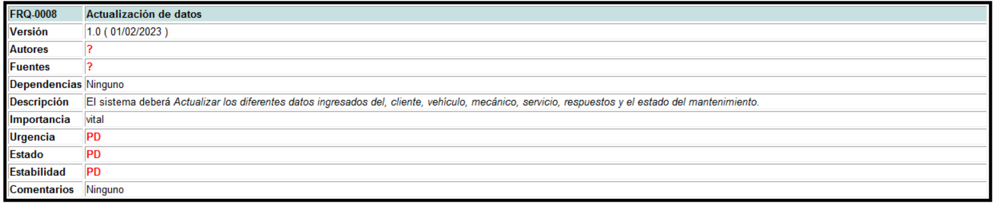 FRQ-0008 Actualización de datos
Versión 1.0 ( 01/02/2023 )
Autores ?
Fuentes ?
Dependencias Ninguno
Descripción El sistema deberá Actualizar los diferentes datos ingresados del, cliente, vehículo, mecánico, servicio, respuestos y el estado del mantenimiento.
Importancia vital
Urgencia PD
Estado PD
Estabilidad PD
Comentarios Ninguno